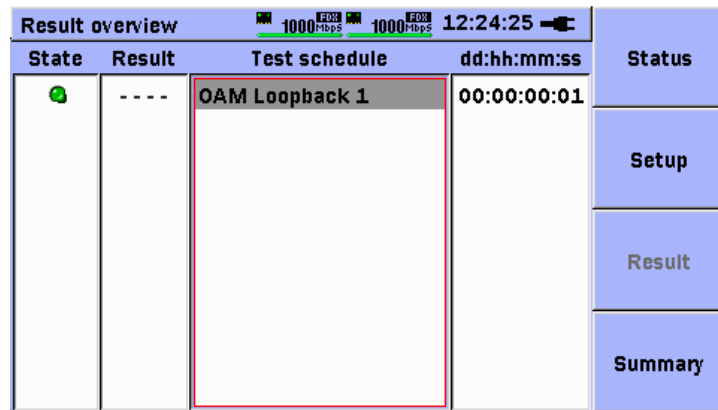 Result overview 1000 FDX Mbps 1000 FDX Mbps 12:24:25
State Result Test schedule dd:hh:mm:ss
---- OAM Loopback 1 00:00:00:01
Status
Setup
Result
Summary